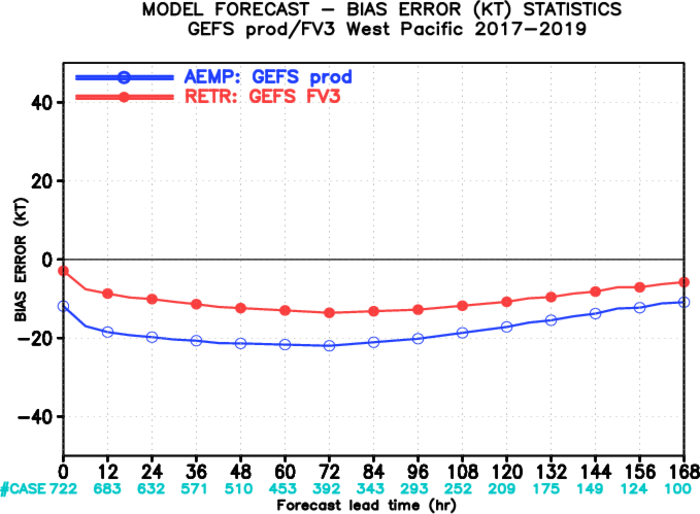 MODEL FORECAST – BIAS ERROR (KT) STATISTICS
GEFS prod/FV3 West Pacific 2017–2019
AEMP: GEFS prod
RETR: GEFS FV3
40
20
0
−20
−40
BIAS ERROR (KT)
0 12 24 36 48 60 72 84 96 108 120 132 144 156 168
#CASE 722 683 632 571 510 453 392 343 293 252 209 175 149 124 100
Forecast lead time (hr)